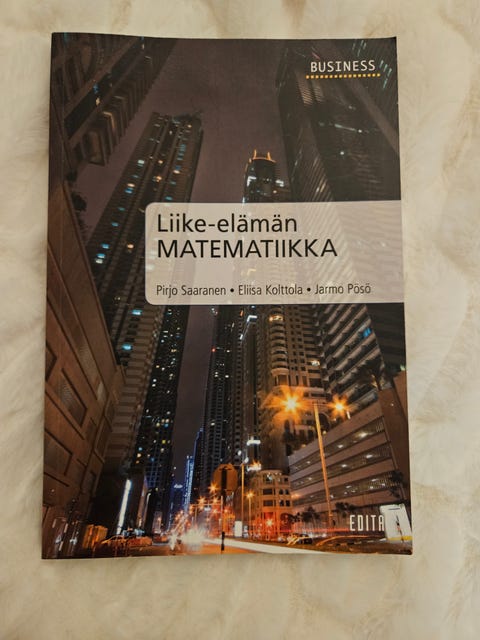 BUSINESS
Liike-elämän
MATEMATIIKKA
Pirjo Saaranen • Eliisa Kolttola • Jarmo Pösö
EDITA